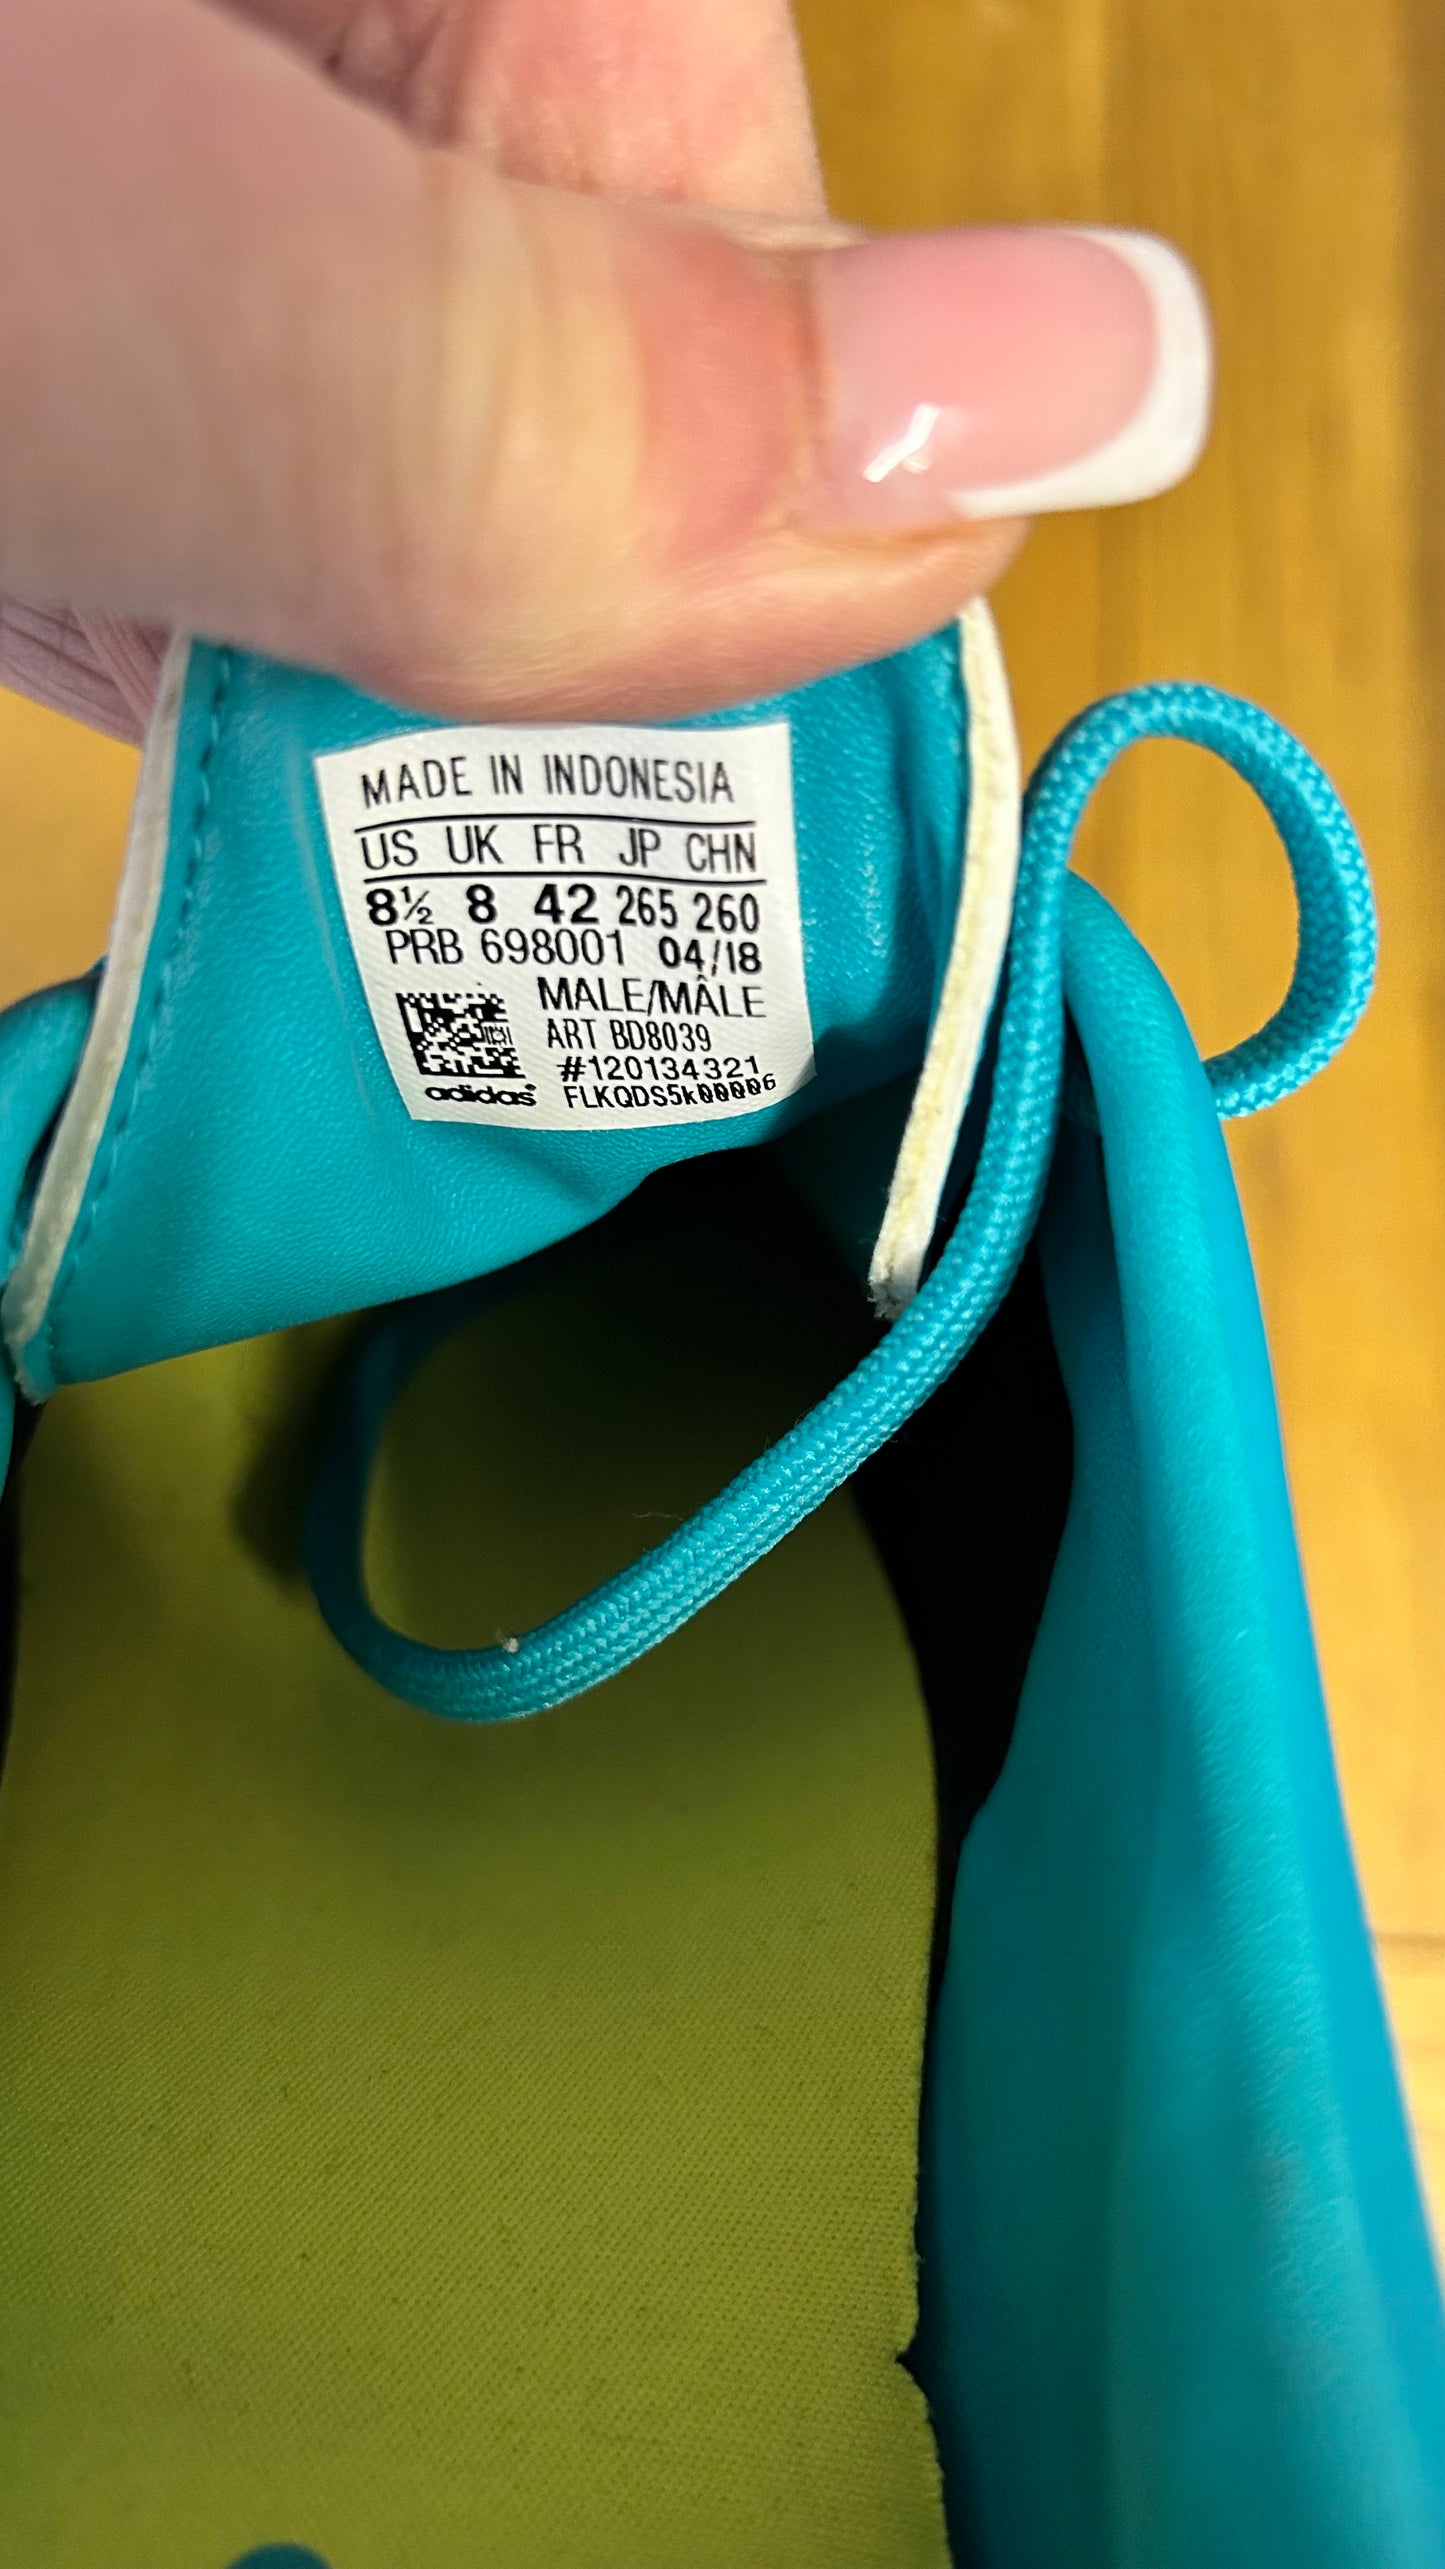 MADE IN INDONESIA
US UK FR JP CHN
8½ 8 42 265 260
PRB 698001 04/18
MALE/MÂLE
ART BD8039
#120134321
FLKQDS5k00006
adidas